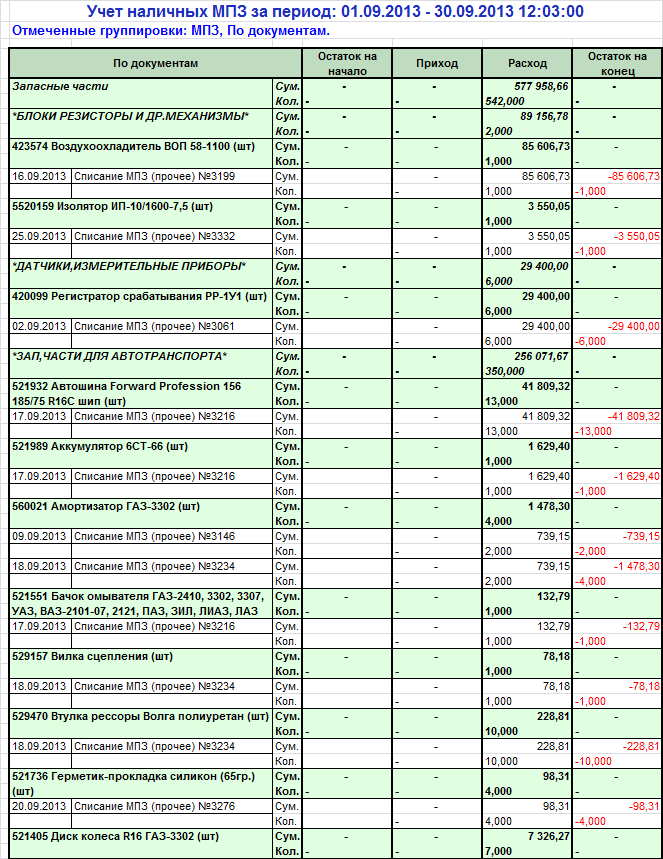 Учет наличных МПЗ за период: 01.09.2013 - 30.09.2013 12:03:00
Отмеченные группировки: МПЗ, По документам.
По документам Остаток на начало Приход Расход Остаток на конец
Запасные части Сум. - - 577 958,66 -
Кол. - - 542,000 -
*БЛОКИ РЕЗИСТОРЫ И ДР.МЕХАНИЗМЫ* Сум. - - 89 156,78 -
Кол. - - 2,000 -
423574 Воздухоохладитель ВОП 58-1100 (шт) Сум. - - 85 606,73 -
Кол. - - 1,000 -
16.09.2013 Списание МПЗ (прочее) №3199 Сум. - 85 606,73 -85 606,73
Кол. - 1,000 -1,000
5520159 Изолятор ИП-10/1600-7,5 (шт) Сум. - - 3 550,05 -
Кол. - - 1,000 -
25.09.2013 Списание МПЗ (прочее) №3332 Сум. - 3 550,05 -3 550,05
Кол. - 1,000 -1,000
*ДАТЧИКИ,ИЗМЕРИТЕЛЬНЫЕ ПРИБОРЫ* Сум. - - 29 400,00 -
Кол. - - 6,000 -
420099 Регистратор срабатывания РР-1У1 (шт) Сум. - - 29 400,00 -
Кол. - - 6,000 -
02.09.2013 Списание МПЗ (прочее) №3061 Сум. - 29 400,00 -29 400,00
Кол. - 6,000 -6,000
*ЗАП,ЧАСТИ ДЛЯ АВТОТРАНСПОРТА* Сум. - - 256 071,67 -
Кол. - - 350,000 -
521932 Автошина Forward Profession 156 Сум. - - 41 809,32 -
185/75 R16C шип (шт) Кол. - - 13,000 -
17.09.2013 Списание МПЗ (прочее) №3216 Сум. - 41 809,32 -41 809,32
Кол. - 13,000 -13,000
521989 Аккумулятор 6СТ-66 (шт) Сум. - - 1 629,40 -
Кол. - - 1,000 -
17.09.2013 Списание МПЗ (прочее) №3216 Сум. - 1 629,40 -1 629,40
Кол. - 1,000 -1,000
560021 Амортизатор ГАЗ-3302 (шт) Сум. - - 1 478,30 -
Кол. - - 4,000 -
09.09.2013 Списание МПЗ (прочее) №3146 Сум. - 739,15 -739,15
Кол. - 2,000 -2,000
18.09.2013 Списание МПЗ (прочее) №3234 Сум. - 739,15 -1 478,30
Кол. - 2,000 -4,000
521551 Бачок омывателя ГАЗ-2410, 3302, 3307, Сум. - - 132,79 -
УАЗ, ВАЗ-2101-07, 2121, ПАЗ, ЗИЛ, ЛИАЗ, ЛАЗ Кол. - - 1,000 -
17.09.2013 Списание МПЗ (прочее) №3216 Сум. - 132,79 -132,79
Кол. - 1,000 -1,000
529157 Вилка сцепления (шт) Сум. - - 78,18 -
Кол. - - 1,000 -
18.09.2013 Списание МПЗ (прочее) №3234 Сум. - 78,18 -78,18
Кол. - 1,000 -1,000
529470 Втулка рессоры Волга полиуретан (шт) Сум. - - 228,81 -
Кол. - - 10,000 -
18.09.2013 Списание МПЗ (прочее) №3234 Сум. - 228,81 -228,81
Кол. - 10,000 -10,000
521736 Герметик-прокладка силикон (65гр.) Сум. - - 98,31 -
(шт) Кол. - - 4,000 -
20.09.2013 Списание МПЗ (прочее) №3276 Сум. - 98,31 -98,31
Кол. - 4,000 -4,000
521405 Диск колеса R16 ГАЗ-3302 (шт) Сум. - - 7 326,27 -
Кол. - - 7,000 -